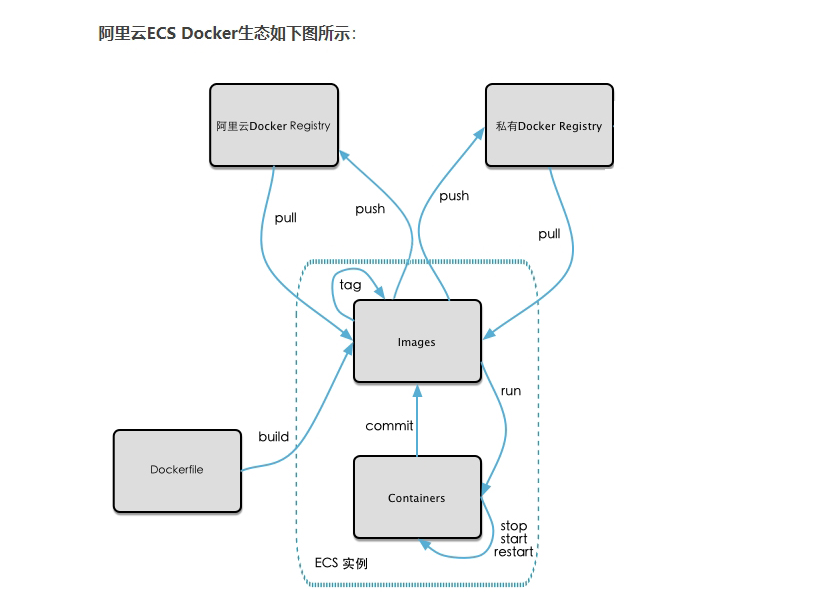 阿里云ECS Docker生态如下图所示：
阿里云Docker Registry
私有Docker Registry
pull
push
push
pull
tag
Images
run
commit
build
Dockerfile
Containers
stop
start
restart
ECS 实例